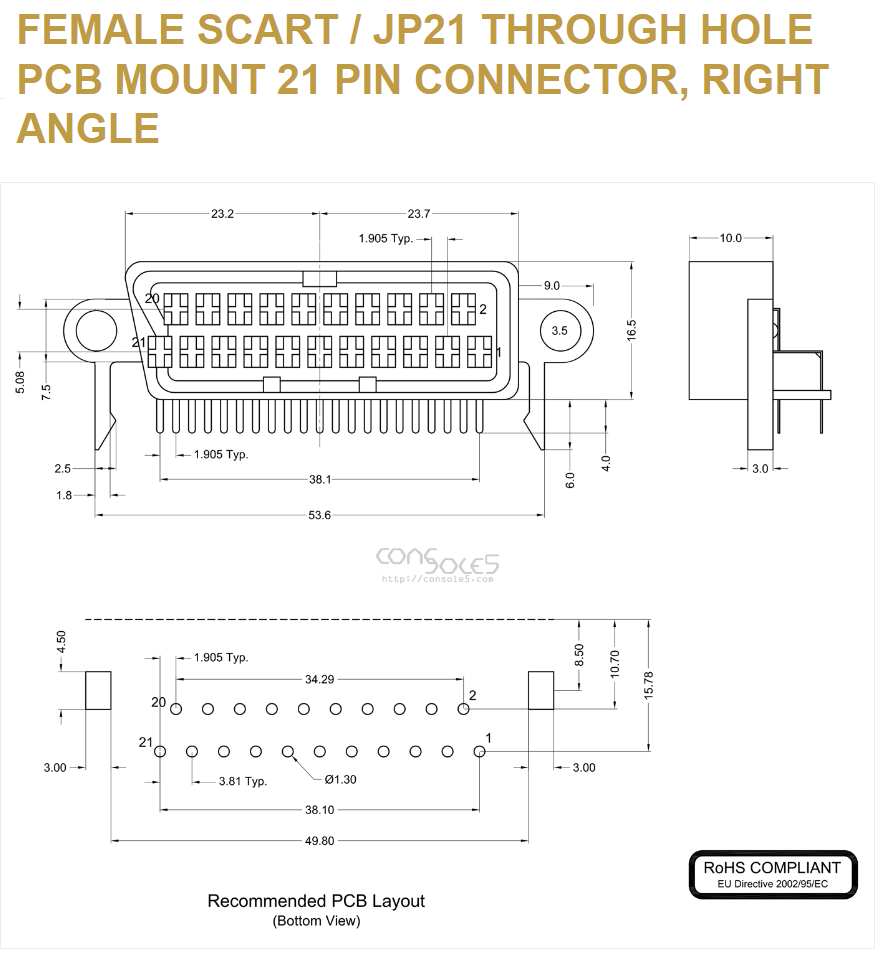 FEMALE SCART / JP21 THROUGH HOLE
PCB MOUNT 21 PIN CONNECTOR, RIGHT
ANGLE
23.2
23.7
1.905 Typ.
10.0
9.0
20
2
3.5
16.5
21
1
5.08
7.5
1.905 Typ.
2.5
4.0
38.1
6.0
3.0
1.8
53.6
CONSOLE5
http://console5.com
4.50
1.905 Typ.
8.50
10.70
15.78
34.29
20
2
21
1
3.00
3.81 Typ.
Ø1.30
3.00
38.10
49.80
RoHS COMPLIANT
EU Directive 2002/95/EC
Recommended PCB Layout
(Bottom View)